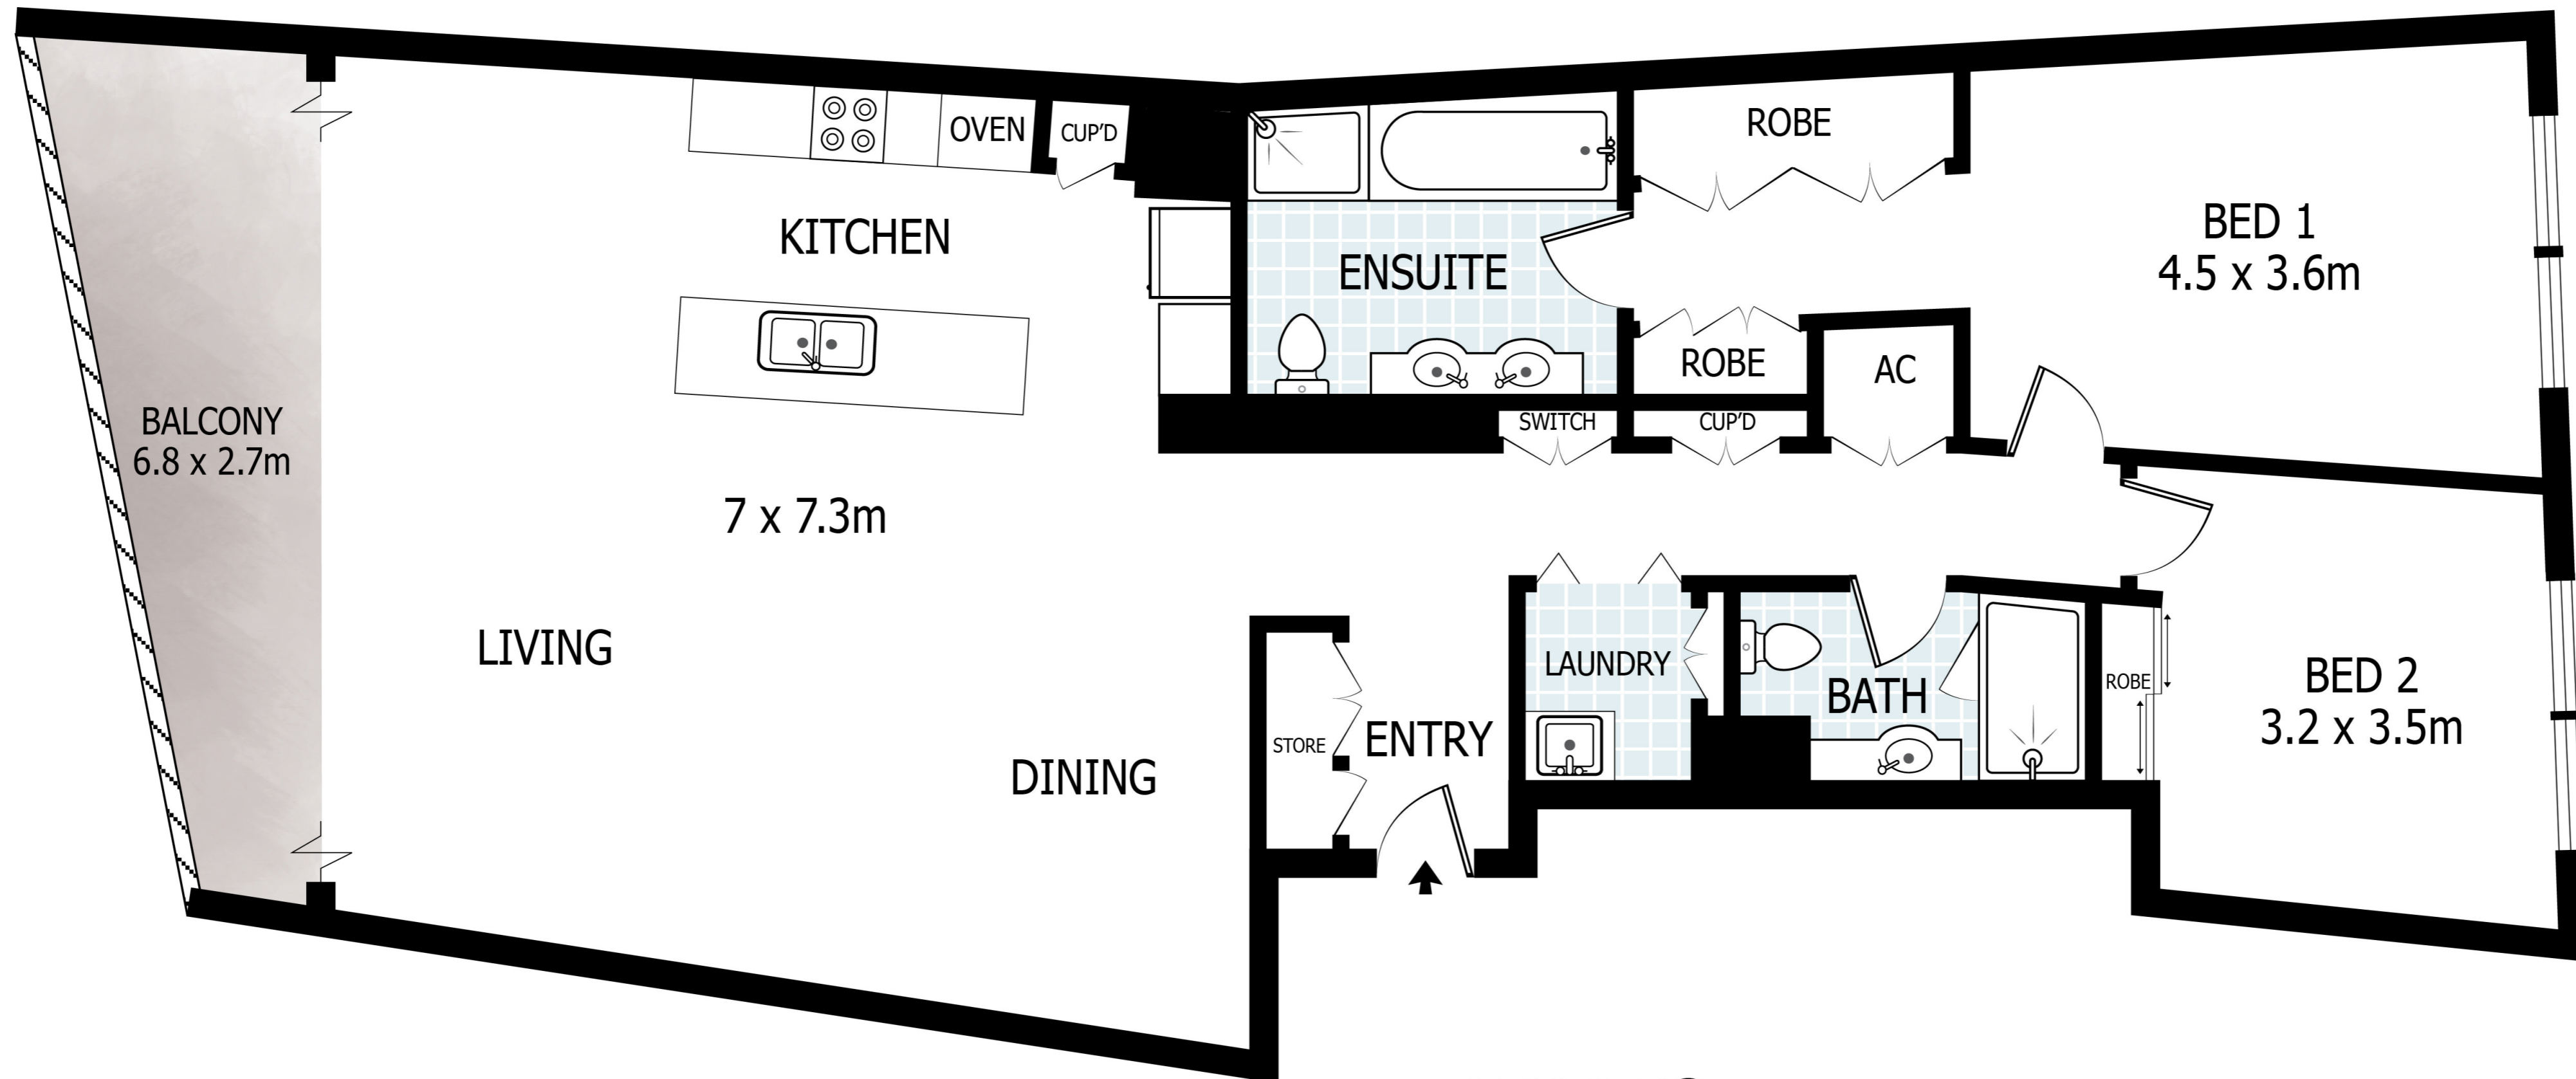 OVEN
CUP'D
ROBE
KITCHEN
ENSUITE
BED 1
4.5 x 3.6m
ROBE
AC
BALCONY
6.8 x 2.7m
SWITCH
CUP'D
7 x 7.3m
LIVING
LAUNDRY
BATH
ROBE
BED 2
3.2 x 3.5m
STORE
ENTRY
DINING